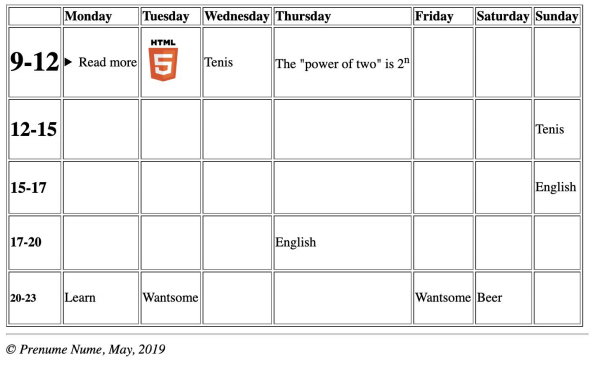 Monday Tuesday Wednesday Thursday Friday Saturday Sunday
9-12 ▶ Read more HTML 5 Tenis The "power of two" is 2ⁿ
12-15 Tenis
15-17 English
17-20 English
20-23 Learn Wantsome Wantsome Beer
© Prenume Nume, May, 2019